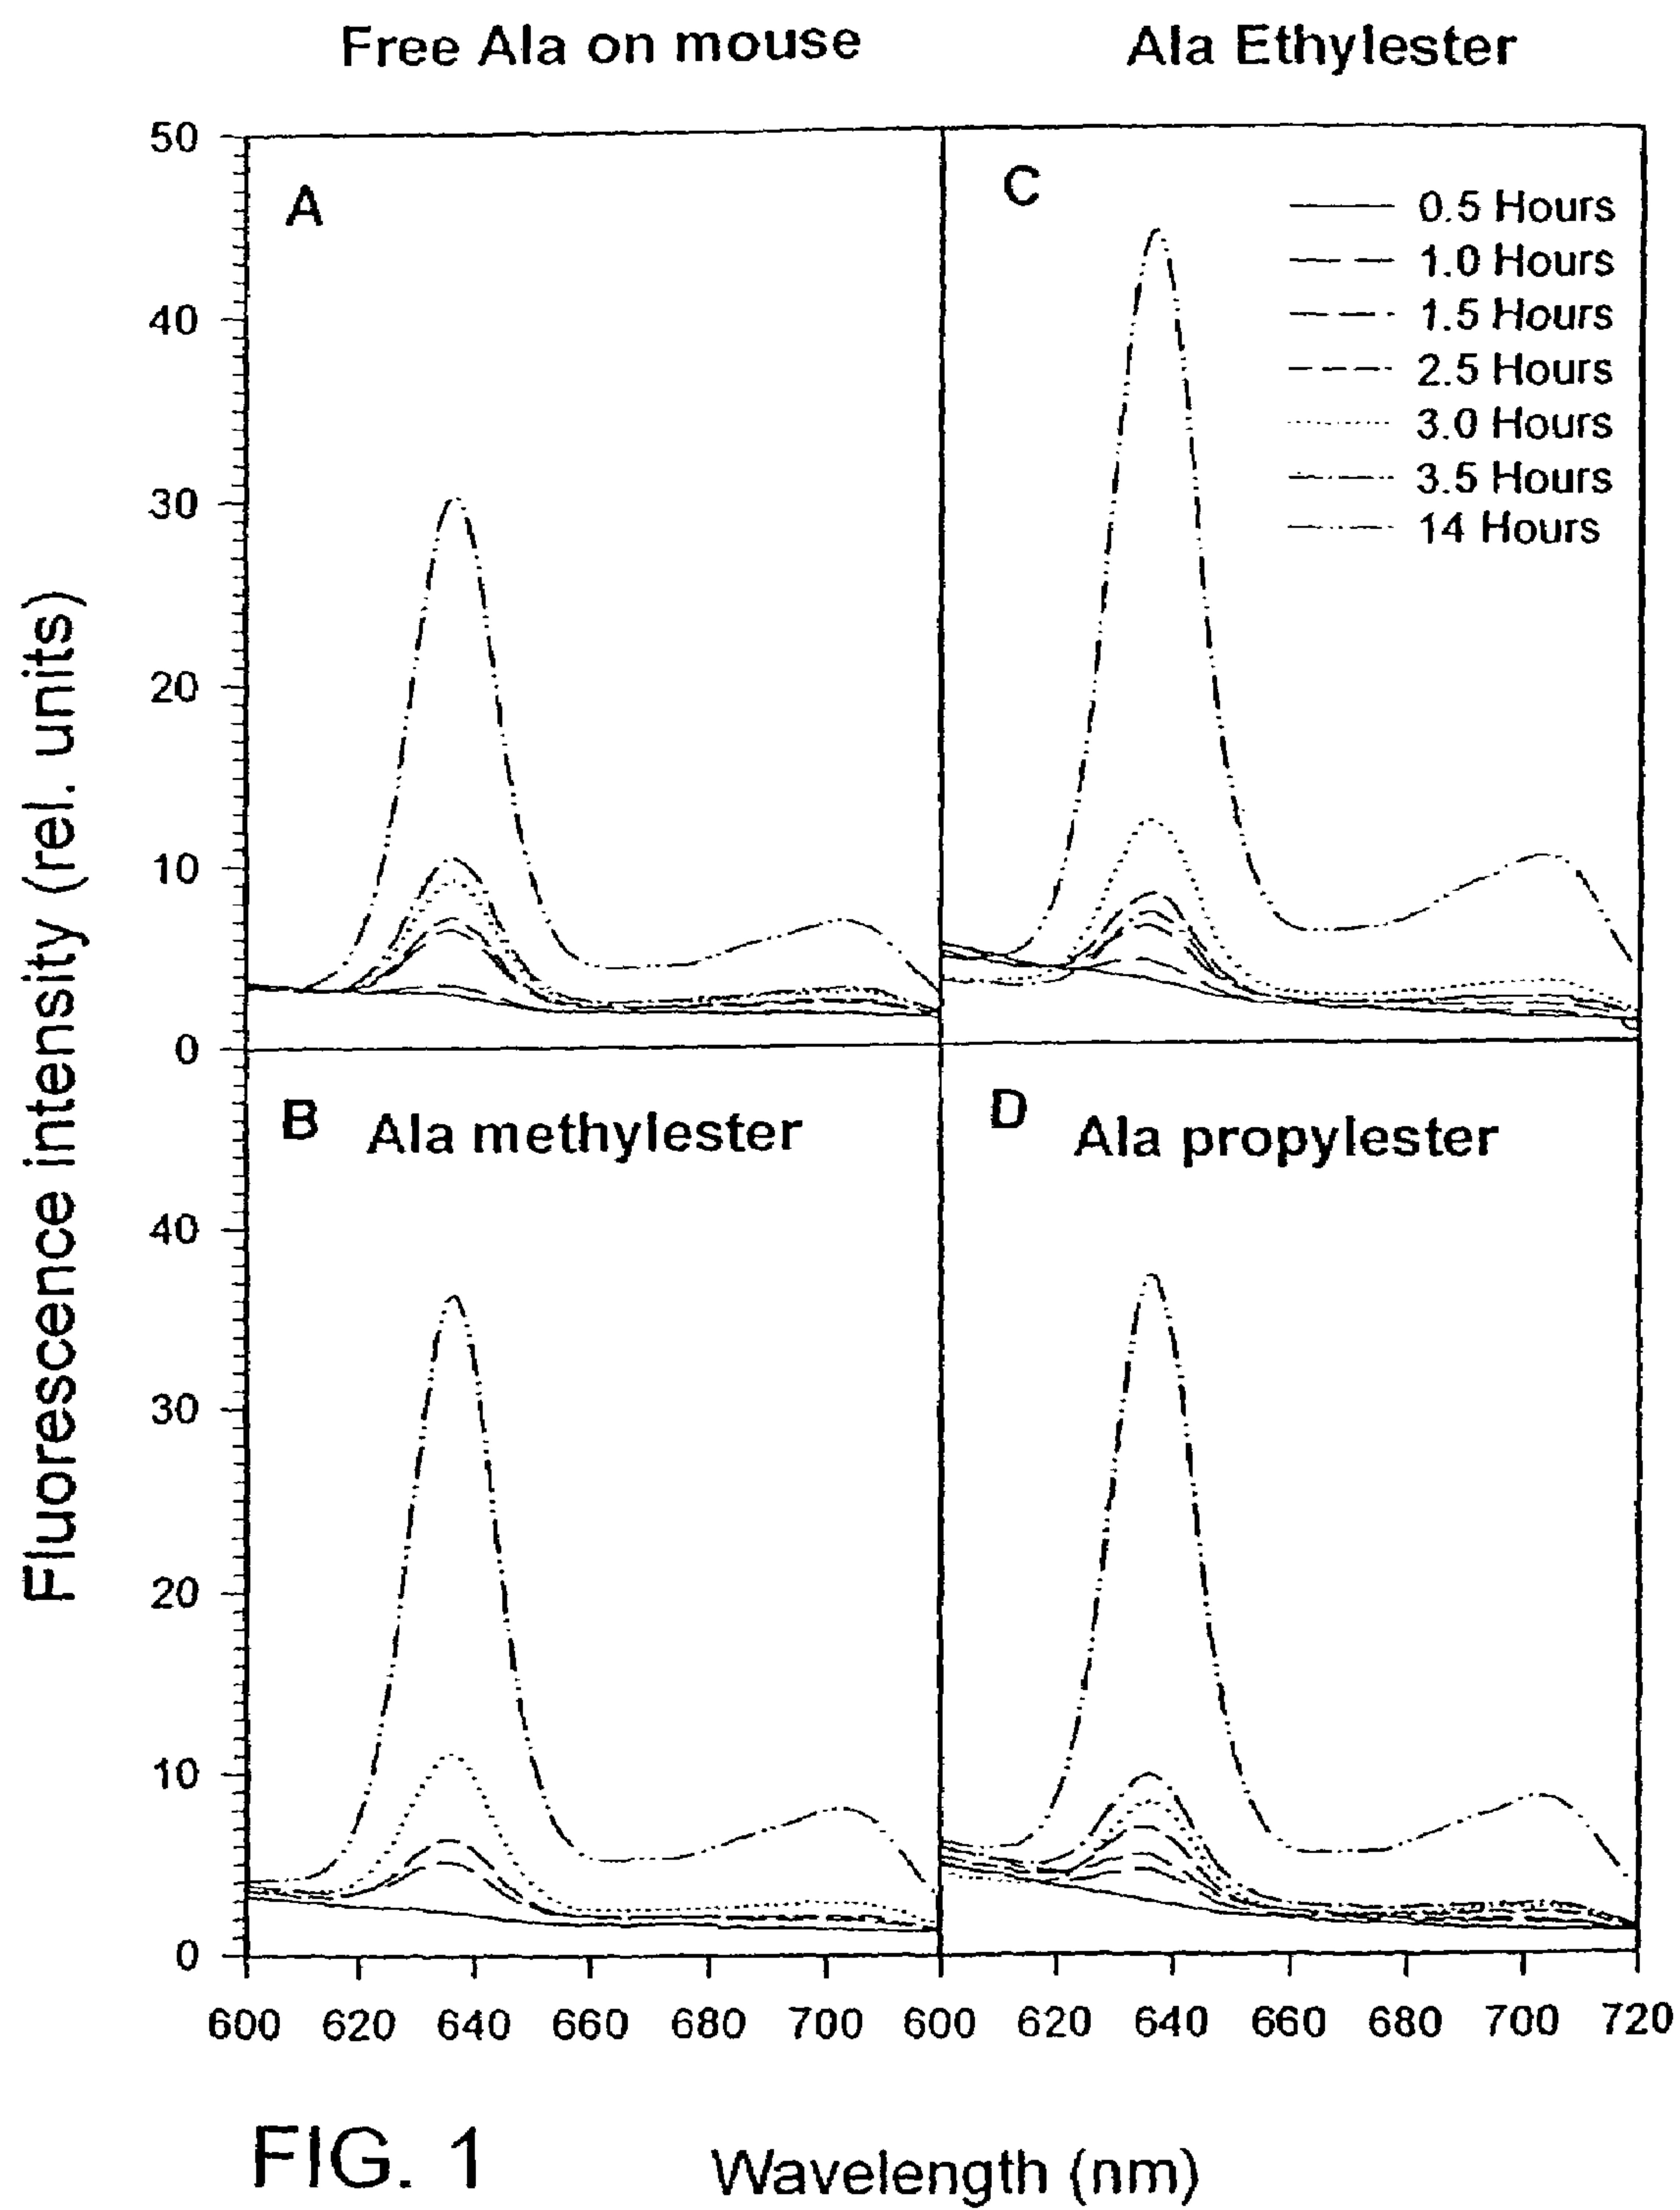 Free Ala on mouse
Ala Ethylester
Fluorescence intensity (rel. units)
50
40
30
20
10
0
40
30
20
10
0
A
C
0.5 Hours
1.0 Hours
1.5 Hours
2.5 Hours
3.0 Hours
3.5 Hours
14 Hours
B
Ala methylester
D
Ala propylester
600 620 640 660 680 700 600 620 640 660 680 700 720
FIG. 1
Wavelength (nm)